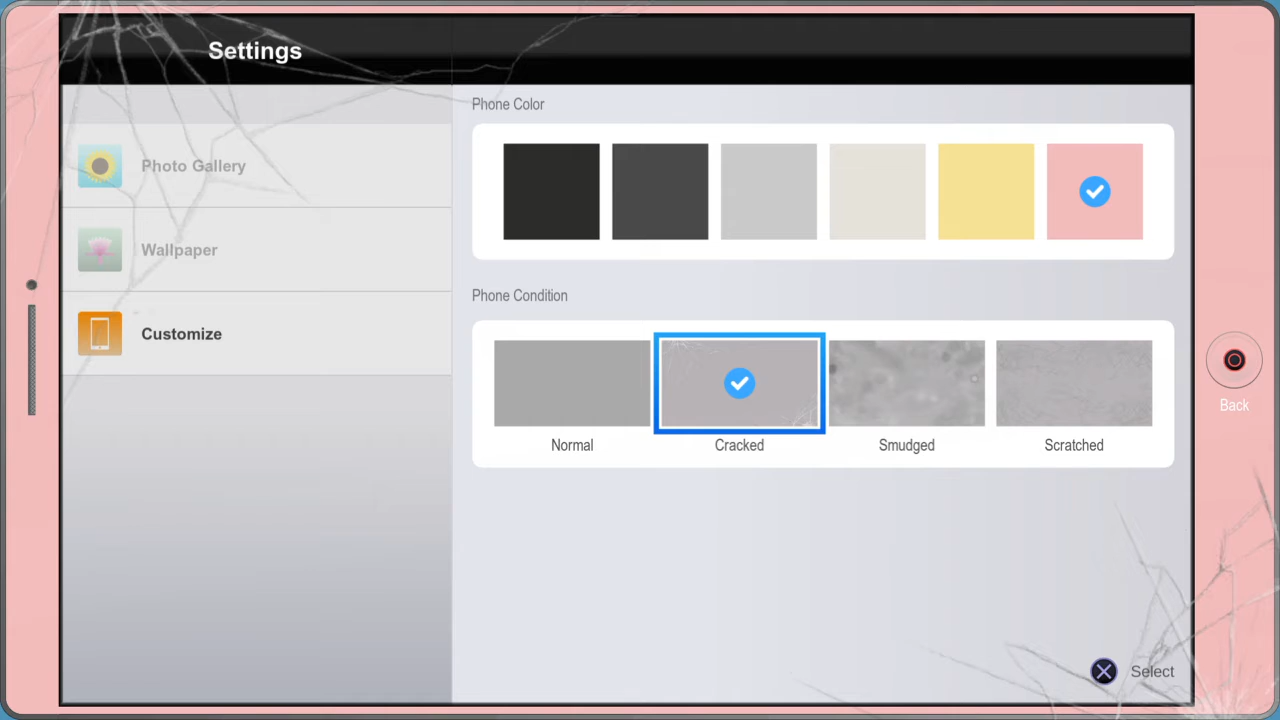 Settings
Photo Gallery
Wallpaper
Customize
Phone Color
Phone Condition
Normal
Cracked
Smudged
Scratched
Back
Select